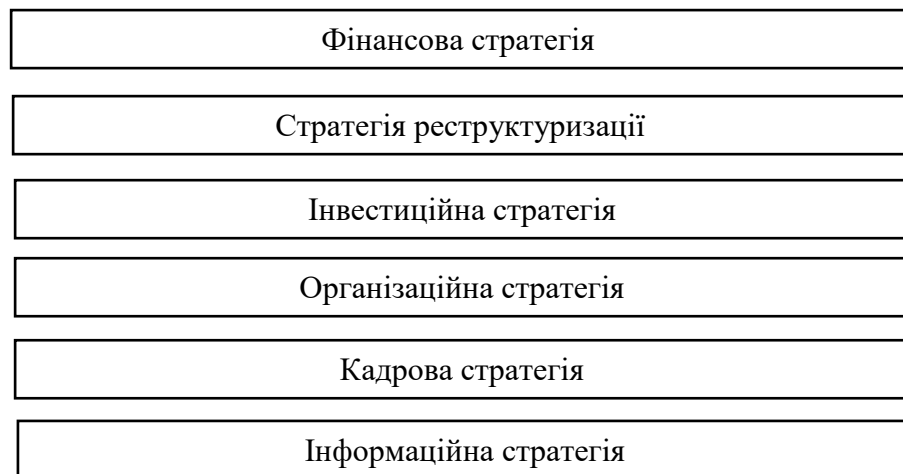 Фінансова стратегія
Стратегія реструктуризації
Інвестиційна стратегія
Організаційна стратегія
Кадрова стратегія
Інформаційна стратегія